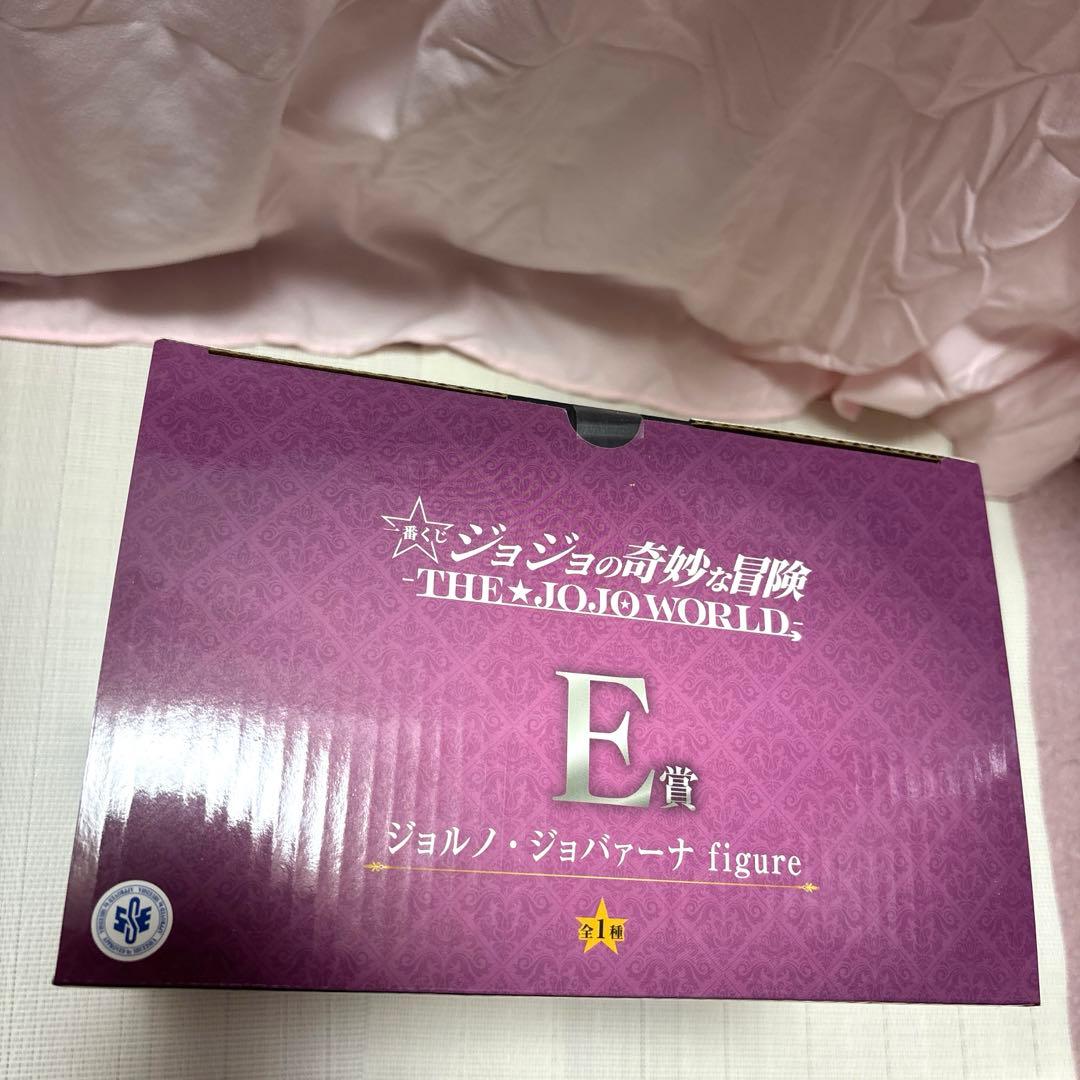 一番くじ
ジョジョの奇妙な冒険
-THE★JOJO WORLD-
E賞
ジョルノ・ジョバァーナ figure
全1種